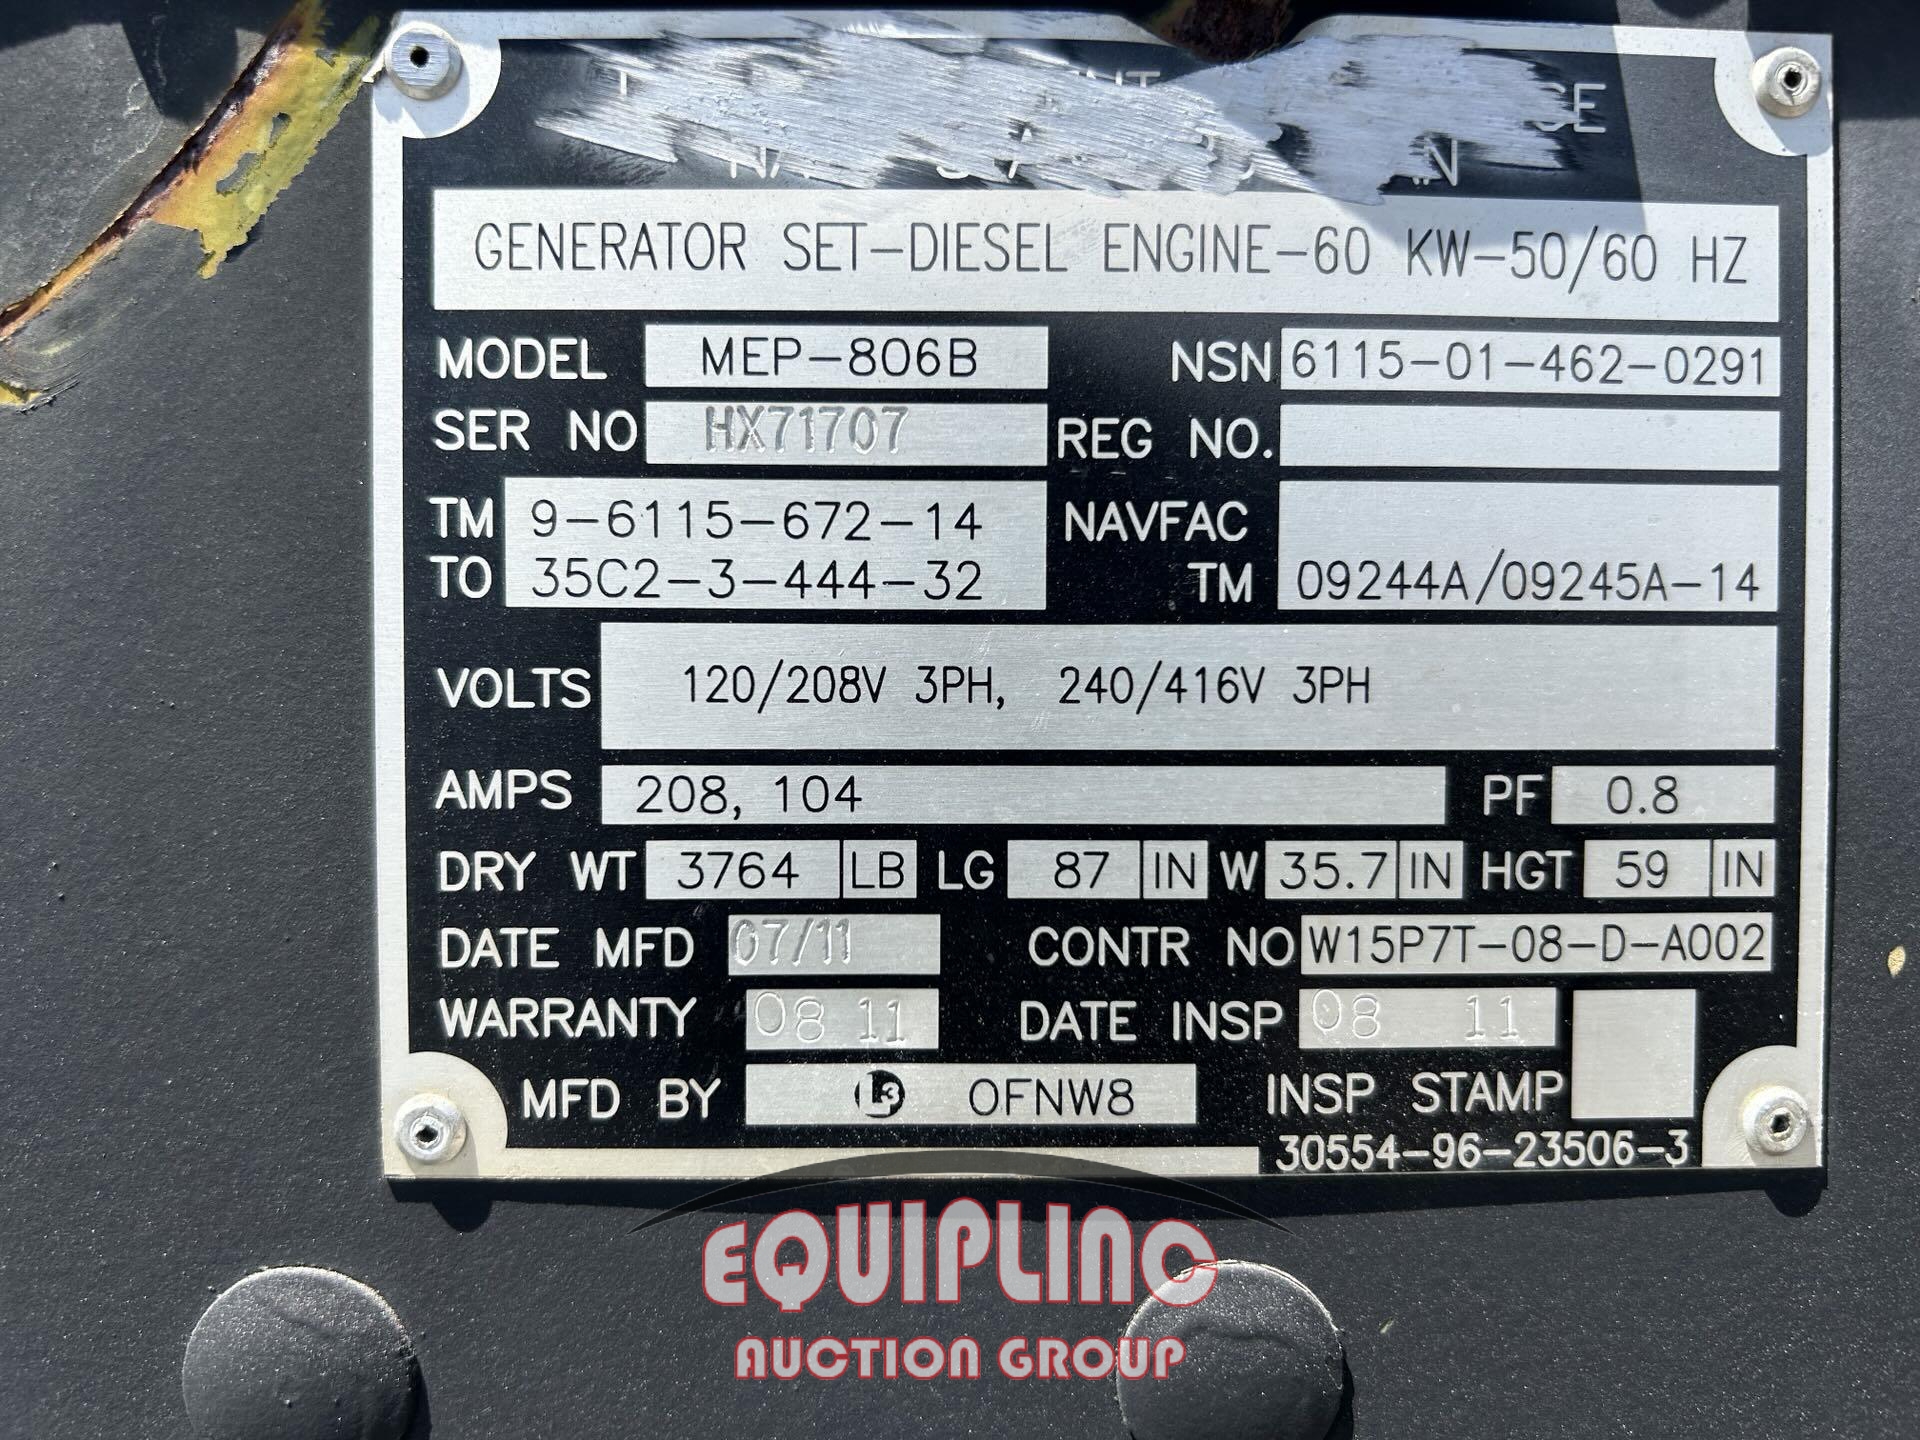 GENERATOR SET-DIESEL ENGINE-60 KW-50/60 HZ
MODEL MEP-806B NSN 6115-01-462-0291
SER NO HX71707 REG NO.
TM 9-6115-672-14 NAVFAC
TO 35C2-3-444-32 TM 09244A/09245A-14
VOLTS 120/208V 3PH, 240/416V 3PH
AMPS 208, 104 PF 0.8
DRY WT 3764 LB LG 87 IN W 35.7 IN HGT 59 IN
DATE MFD 07/11 CONTR NO W15P7T-08-D-A002
WARRANTY 08 11 DATE INSP 08 11
MFD BY L3 0FNW8 INSP STAMP
30554-96-23506-3
EQUIPLINC
AUCTION GROUP